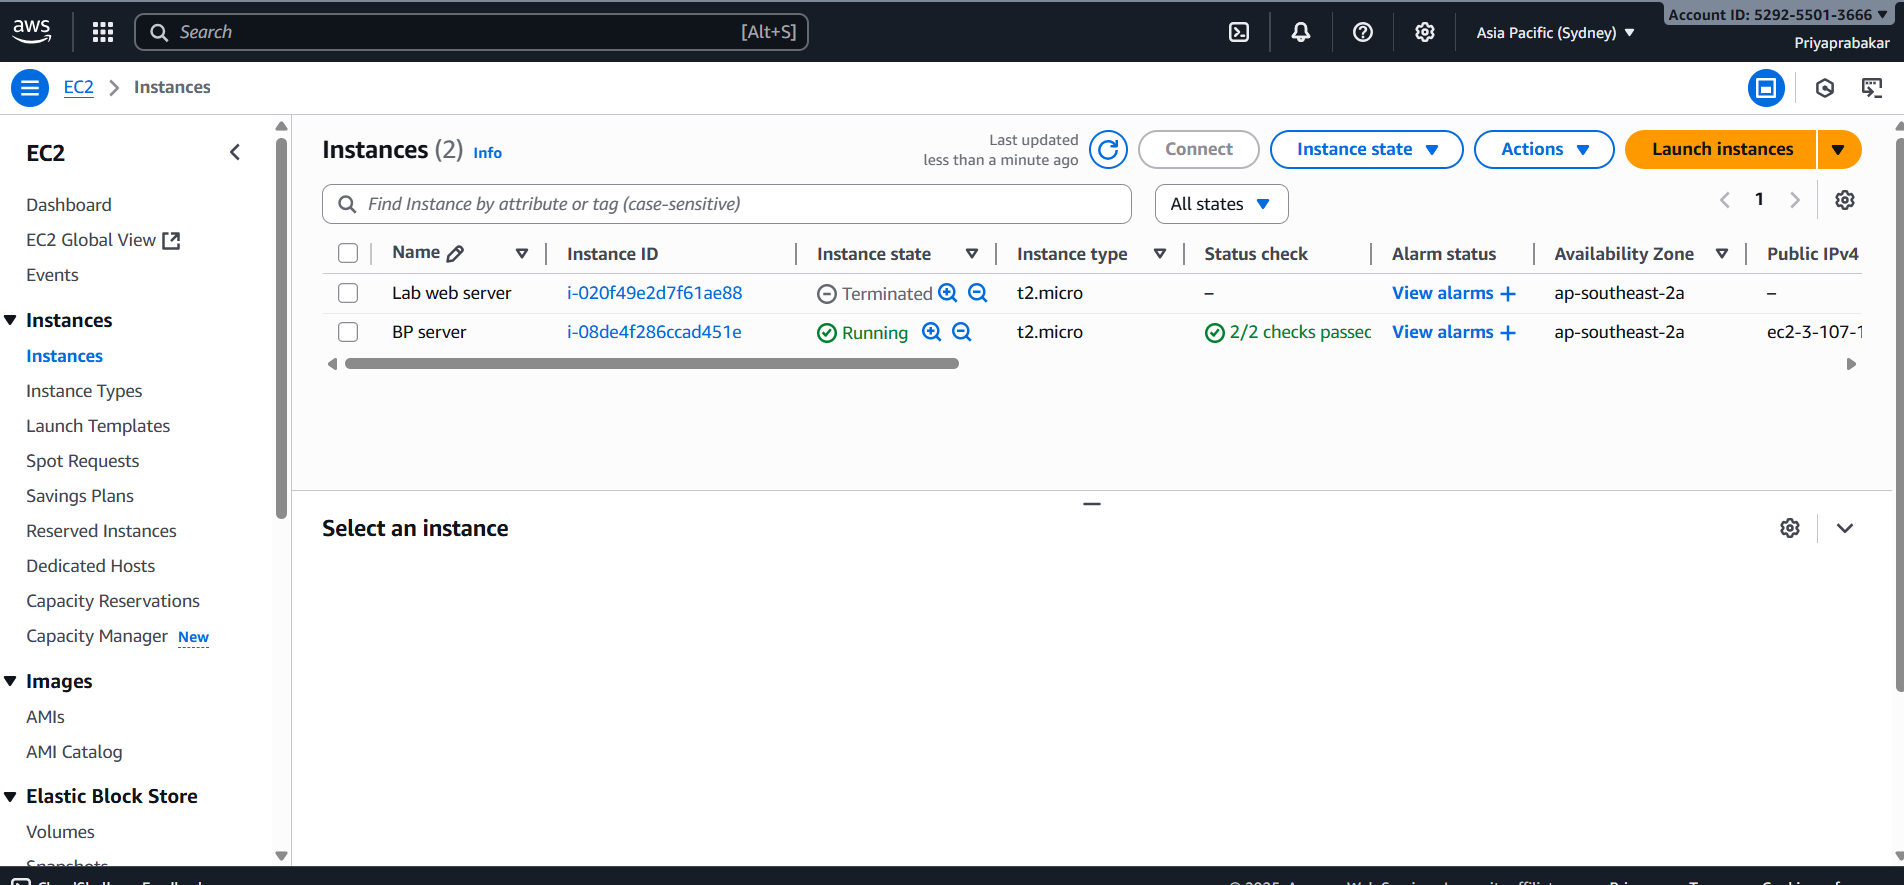 aws
Search [Alt+S]
Asia Pacific (Sydney)
Account ID: 5292-5501-3666
Priyaprabakar
EC2 Instances
EC2
Dashboard
EC2 Global View
Events
Instances
Instances
Instance Types
Launch Templates
Spot Requests
Savings Plans
Reserved Instances
Dedicated Hosts
Capacity Reservations
Capacity Manager New
Images
AMIs
AMI Catalog
Elastic Block Store
Volumes
Snapshots
Instances (2) Info
Last updated
less than a minute ago
Connect Instance state Actions Launch instances
Find Instance by attribute or tag (case-sensitive)
All states
1
Name Instance ID Instance state Instance type Status check Alarm status Availability Zone Public IPv4
Lab web server i-020f49e2d7f61ae88 Terminated t2.micro – View alarms + ap-southeast-2a –
BP server i-08de4f286ccad451e Running t2.micro 2/2 checks passec View alarms + ap-southeast-2a ec2-3-107-1
Select an instance